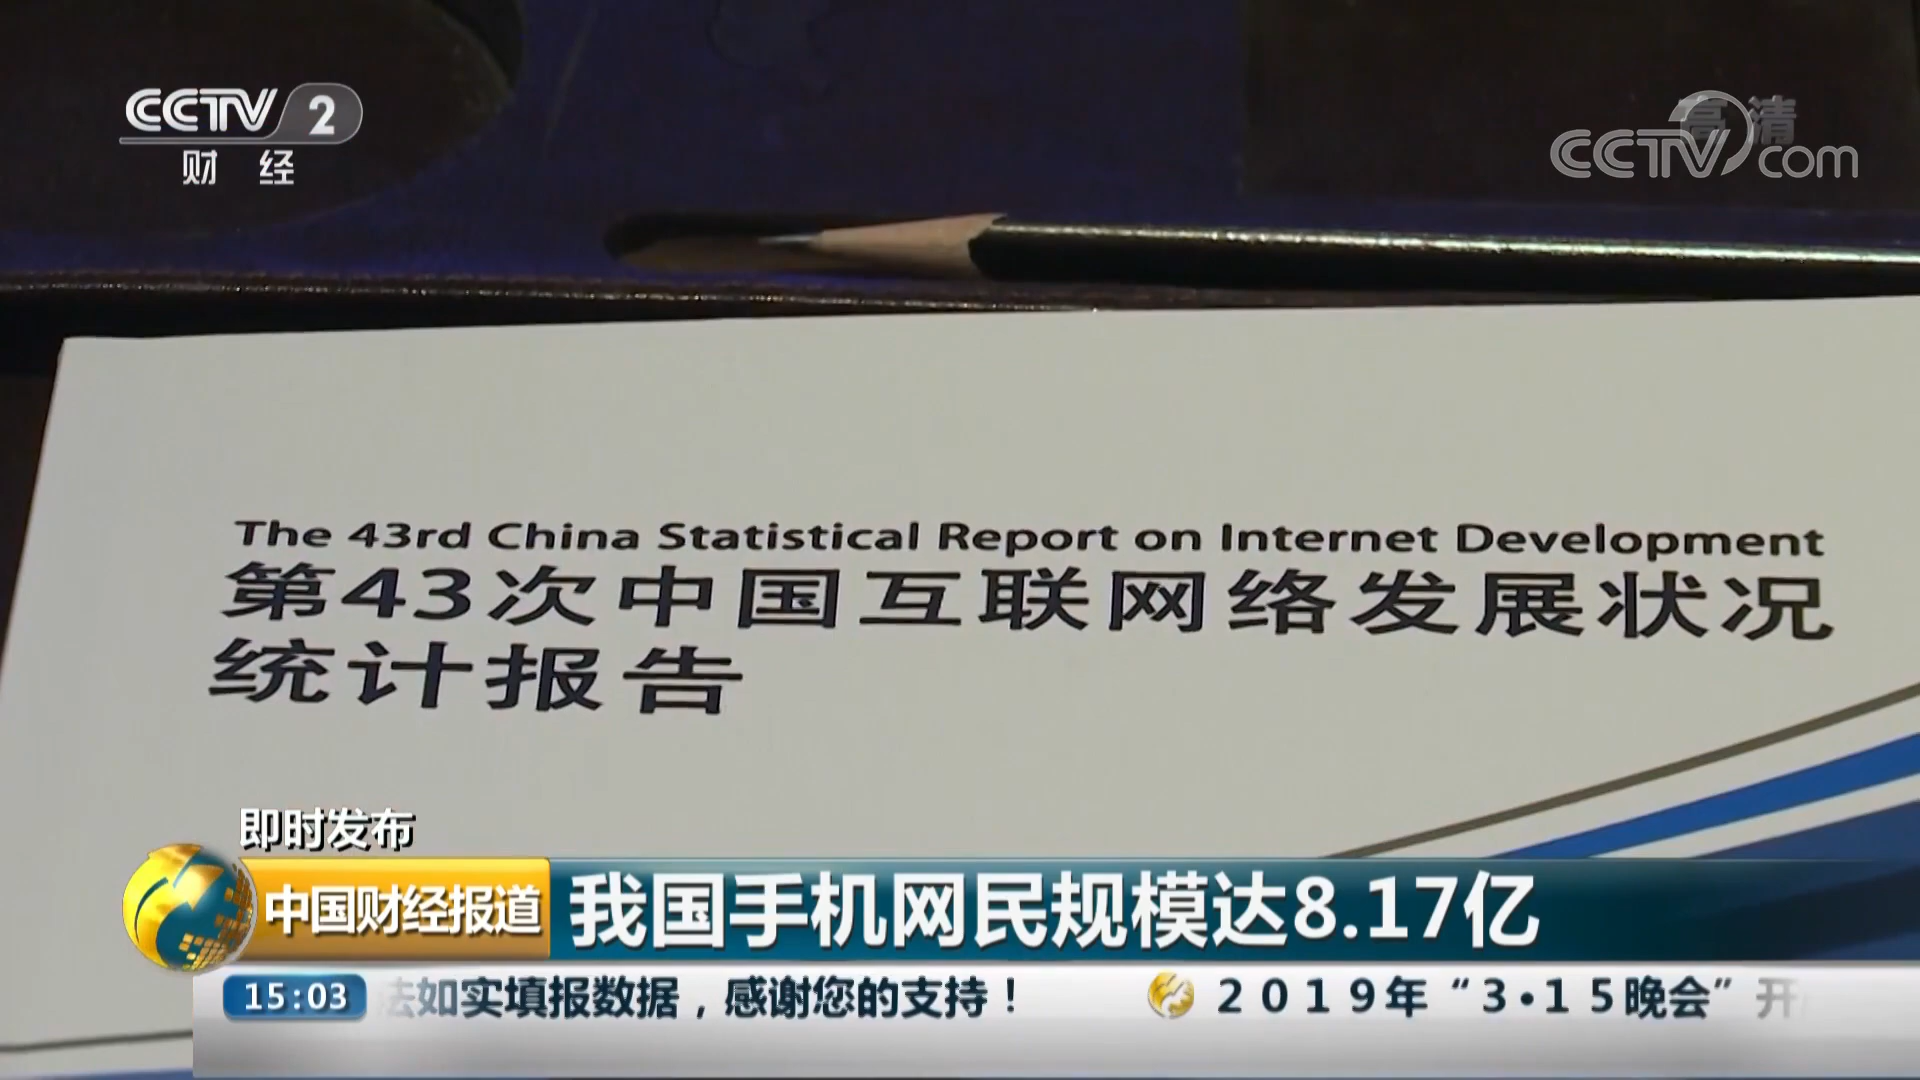 CCTV 2
财 经
高清
CCTV.com
The 43rd China Statistical Report on Internet Development
第43次中国互联网络发展状况
统计报告
即时发布
中国财经报道
我国手机网民规模达8.17亿
15:03
法如实填报数据，感谢您的支持！ 2019年“3·15晚会”开